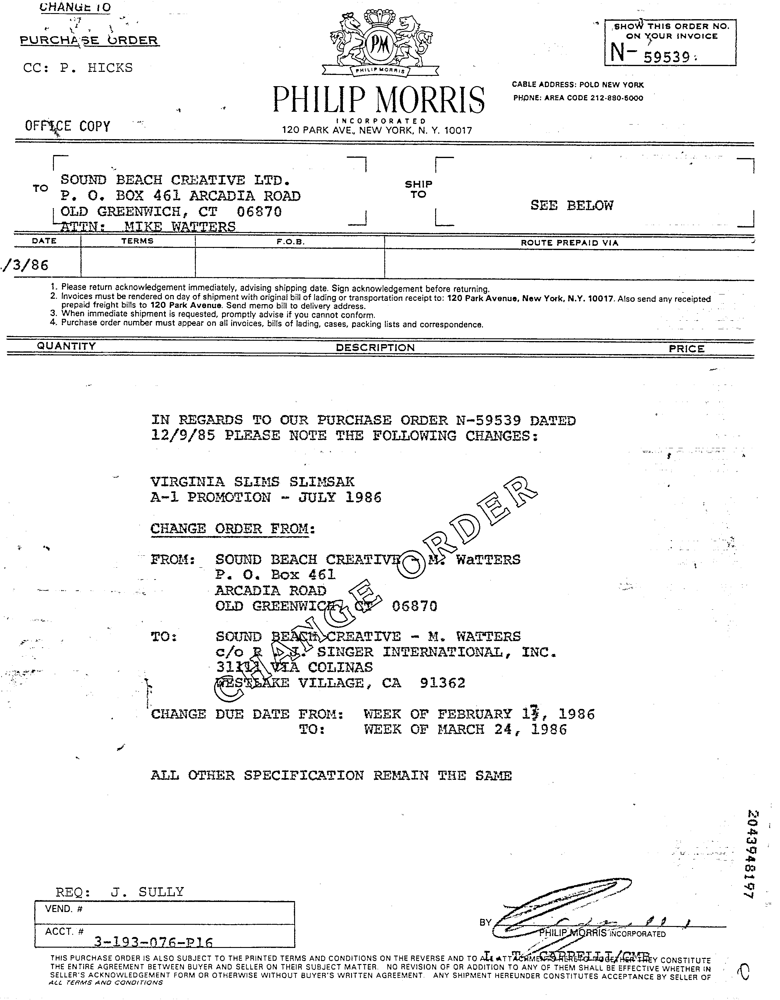 CHANGE TO
PURCHASE ORDER
CC: P. HICKS
OFFICE COPY
PM
PHILIP MORRIS
PHILIP MORRIS
INCORPORATED
120 PARK AVE., NEW YORK, N. Y. 10017
SHOW THIS ORDER NO.
ON YOUR INVOICE
N- 59539
CABLE ADDRESS: POLD NEW YORK
PHONE: AREA CODE 212-880-5000
TO
SOUND BEACH CREATIVE LTD.
P. O. BOX 461 ARCADIA ROAD
OLD GREENWICH, CT 06870
ATTN: MIKE WATTERS
SHIP
TO
SEE BELOW
DATE TERMS F.O.B. ROUTE PREPAID VIA
/3/86
1. Please return acknowledgement immediately, advising shipping date. Sign acknowledgement before returning.
2. Invoices must be rendered on day of shipment with original bill of lading or transportation receipt to: 120 Park Avenue, New York, N.Y. 10017. Also send any receipted
prepaid freight bills to 120 Park Avenue. Send memo bill to delivery address.
3. When immediate shipment is requested, promptly advise if you cannot conform.
4. Purchase order number must appear on all invoices, bills of lading, cases, packing lists and correspondence.
QUANTITY DESCRIPTION PRICE
IN REGARDS TO OUR PURCHASE ORDER N-59539 DATED
12/9/85 PLEASE NOTE THE FOLLOWING CHANGES:
VIRGINIA SLIMS SLIMSAK
A-1 PROMOTION - JULY 1986
CHANGE ORDER FROM:
FROM: SOUND BEACH CREATIVE - M. WATTERS
P. O. Box 461
ARCADIA ROAD
OLD GREENWICH, CT 06870
TO: SOUND BEACH CREATIVE - M. WATTERS
c/o SINGER INTERNATIONAL, INC.
VIA COLINAS
WESTLAKE VILLAGE, CA 91362
CHANGE ORDER
CHANGE DUE DATE FROM: WEEK OF FEBRUARY 17, 1986
TO: WEEK OF MARCH 24, 1986
ALL OTHER SPECIFICATION REMAIN THE SAME
2043948197
REQ: J. SULLY
VEND. #
ACCT. # 3-193-076-P16
BY
PHILIP MORRIS INCORPORATED
THIS PURCHASE ORDER IS ALSO SUBJECT TO THE PRINTED TERMS AND CONDITIONS ON THE REVERSE AND TO CONSTITUTE
THE ENTIRE AGREEMENT BETWEEN BUYER AND SELLER ON THEIR SUBJECT MATTER. NO REVISION OF OR ADDITION TO ANY OF THEM SHALL BE EFFECTIVE WHETHER IN
SELLER'S ACKNOWLEDGEMENT FORM OR OTHERWISE WITHOUT BUYER'S WRITTEN AGREEMENT. ANY SHIPMENT HEREUNDER CONSTITUTES ACCEPTANCE BY SELLER OF
ALL TERMS AND CONDITIONS